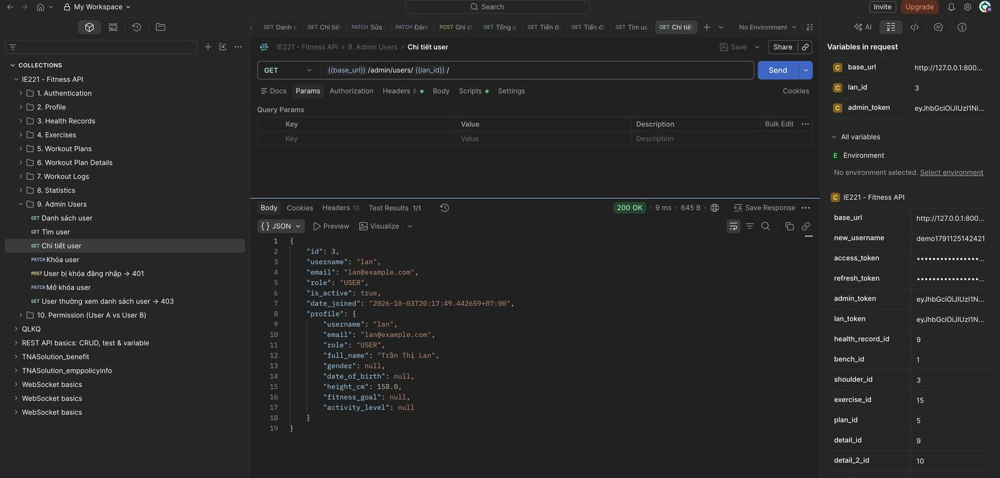 My Workspace
Search
Invite
Upgrade
GET Danh s
GET Chi tiế
PATCH Sửa
PATCH Đán
POST Ghi c
GET Tổng q
GET Tiến đ
GET Tiến đ
GET Tìm us
GET Chi tiế
No Environment
AI
IE221 - Fitness API > 9. Admin Users > Chi tiết user
Save
Share
Variables in request
COLLECTIONS
IE221 - Fitness API
1. Authentication
2. Profile
3. Health Records
4. Exercises
5. Workout Plans
6. Workout Plan Details
7. Workout Logs
8. Statistics
9. Admin Users
GET Danh sách user
GET Tìm user
GET Chi tiết user
PATCH Khóa user
POST User bị khóa đăng nhập → 401
PATCH Mở khóa user
GET User thường xem danh sách user → 403
10. Permission (User A vs User B)
QLKQ
REST API basics: CRUD, test & variable
TNASolution_benefit
TNASolution_emppolicyinfo
WebSocket basics
WebSocket basics
WebSocket basics
HTTP
GET
{{base_url}} /admin/users/ {{lan_id}} /
Send
Docs Params Authorization Headers 8 Body Scripts Settings Cookies
Query Params
Key Value Description Bulk Edit
Key Value Description
Body Cookies Headers 10 Test Results 1/1
200 OK • 9 ms • 645 B
e.g. Save Response
{} JSON Preview Visualize
1 {
2 "id": 3,
3 "username": "lan",
4 "email": "lan@example.com",
5 "role": "USER",
6 "is_active": true,
7 "date_joined": "2026-10-03T20:17:49.442659+07:00",
8 "profile": {
9 "username": "lan",
10 "email": "lan@example.com",
11 "role": "USER",
12 "full_name": "Trần Thị Lan",
13 "gender": null,
14 "date_of_birth": null,
15 "height_cm": 158.0,
16 "fitness_goal": null,
17 "activity_level": null
18 }
19 }
C base_url http://127.0.0.1:800...
C lan_id 3
C admin_token eyJhbGciOiJIUzI1Ni...
All variables
E Environment
No environment selected. Select environment
C IE221 - Fitness API
base_url http://127.0.0.1:800...
new_username demo1791125142421
access_token ••••••••••••••••...
refresh_token ••••••••••••••••...
admin_token eyJhbGciOiJIUzI1N...
lan_token eyJhbGciOiJIUzI1N...
health_record_id 9
bench_id 1
shoulder_id 3
exercise_id 15
plan_id 5
detail_id 9
detail_2_id 10